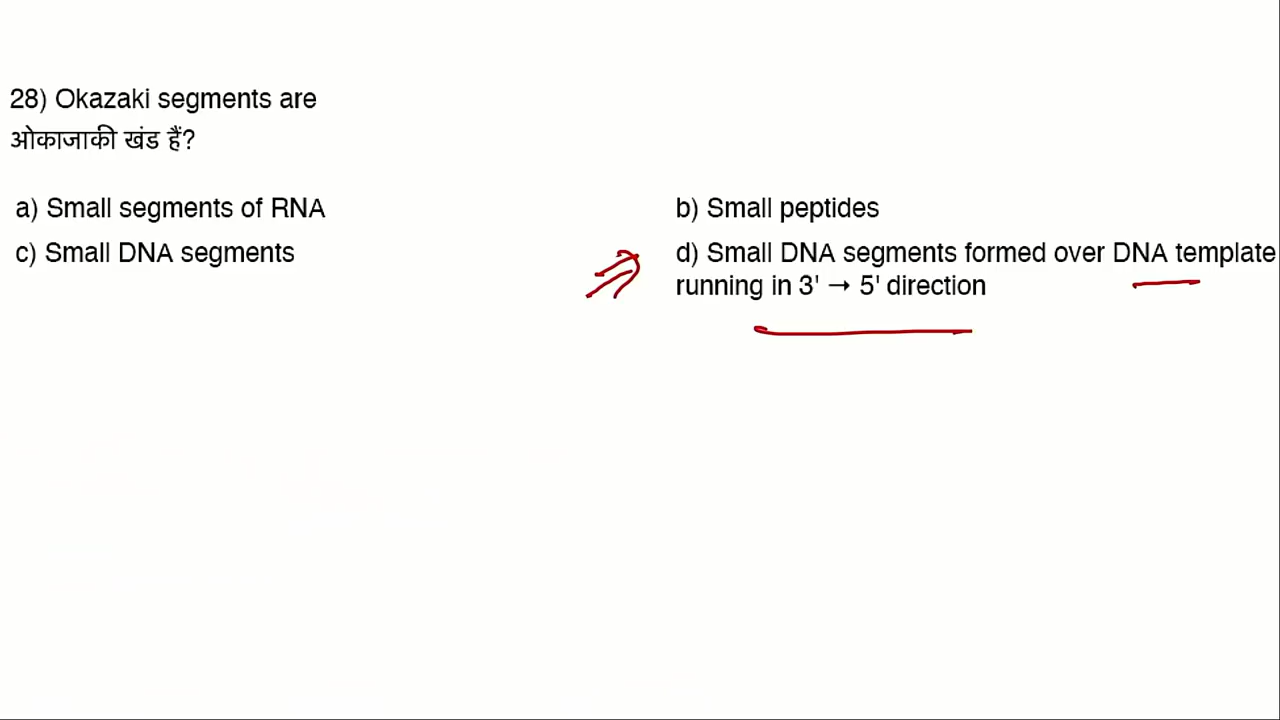 28) Okazaki segments are
ओकाजाकी खंड हैं?
a) Small segments of RNA
b) Small peptides
c) Small DNA segments
d) Small DNA segments formed over DNA template
running in 3' → 5' direction